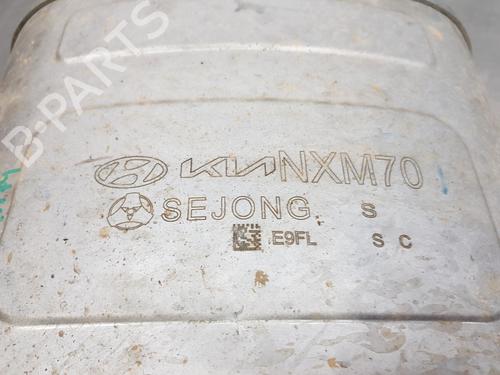 B-PARTS
KIA NXM70
SEJONG S
E9FL S C